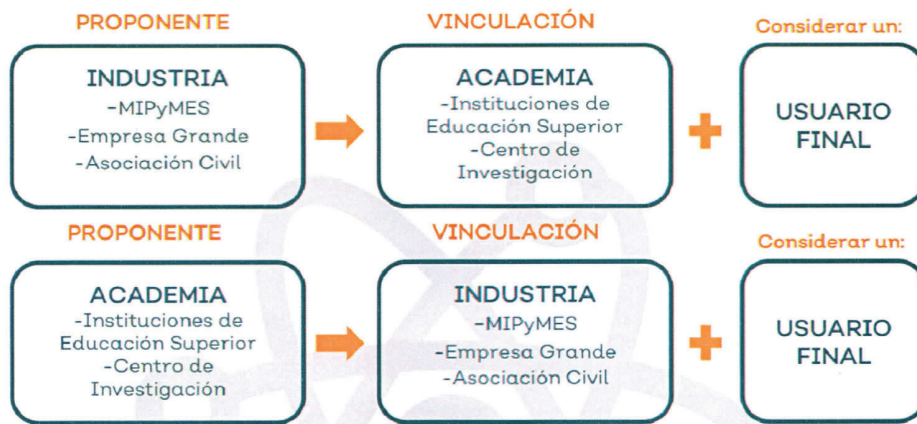 PROPONENTE
VINCULACIÓN
Considerar un:
INDUSTRIA
-MIPyMES
-Empresa Grande
-Asociación Civil
ACADEMIA
-Instituciones de
Educación Superior
-Centro de
Investigación
USUARIO
FINAL
PROPONENTE
VINCULACIÓN
Considerar un:
ACADEMIA
-Instituciones de
Educación Superior
-Centro de
Investigación
INDUSTRIA
-MIPyMES
-Empresa Grande
-Asociación Civil
USUARIO
FINAL